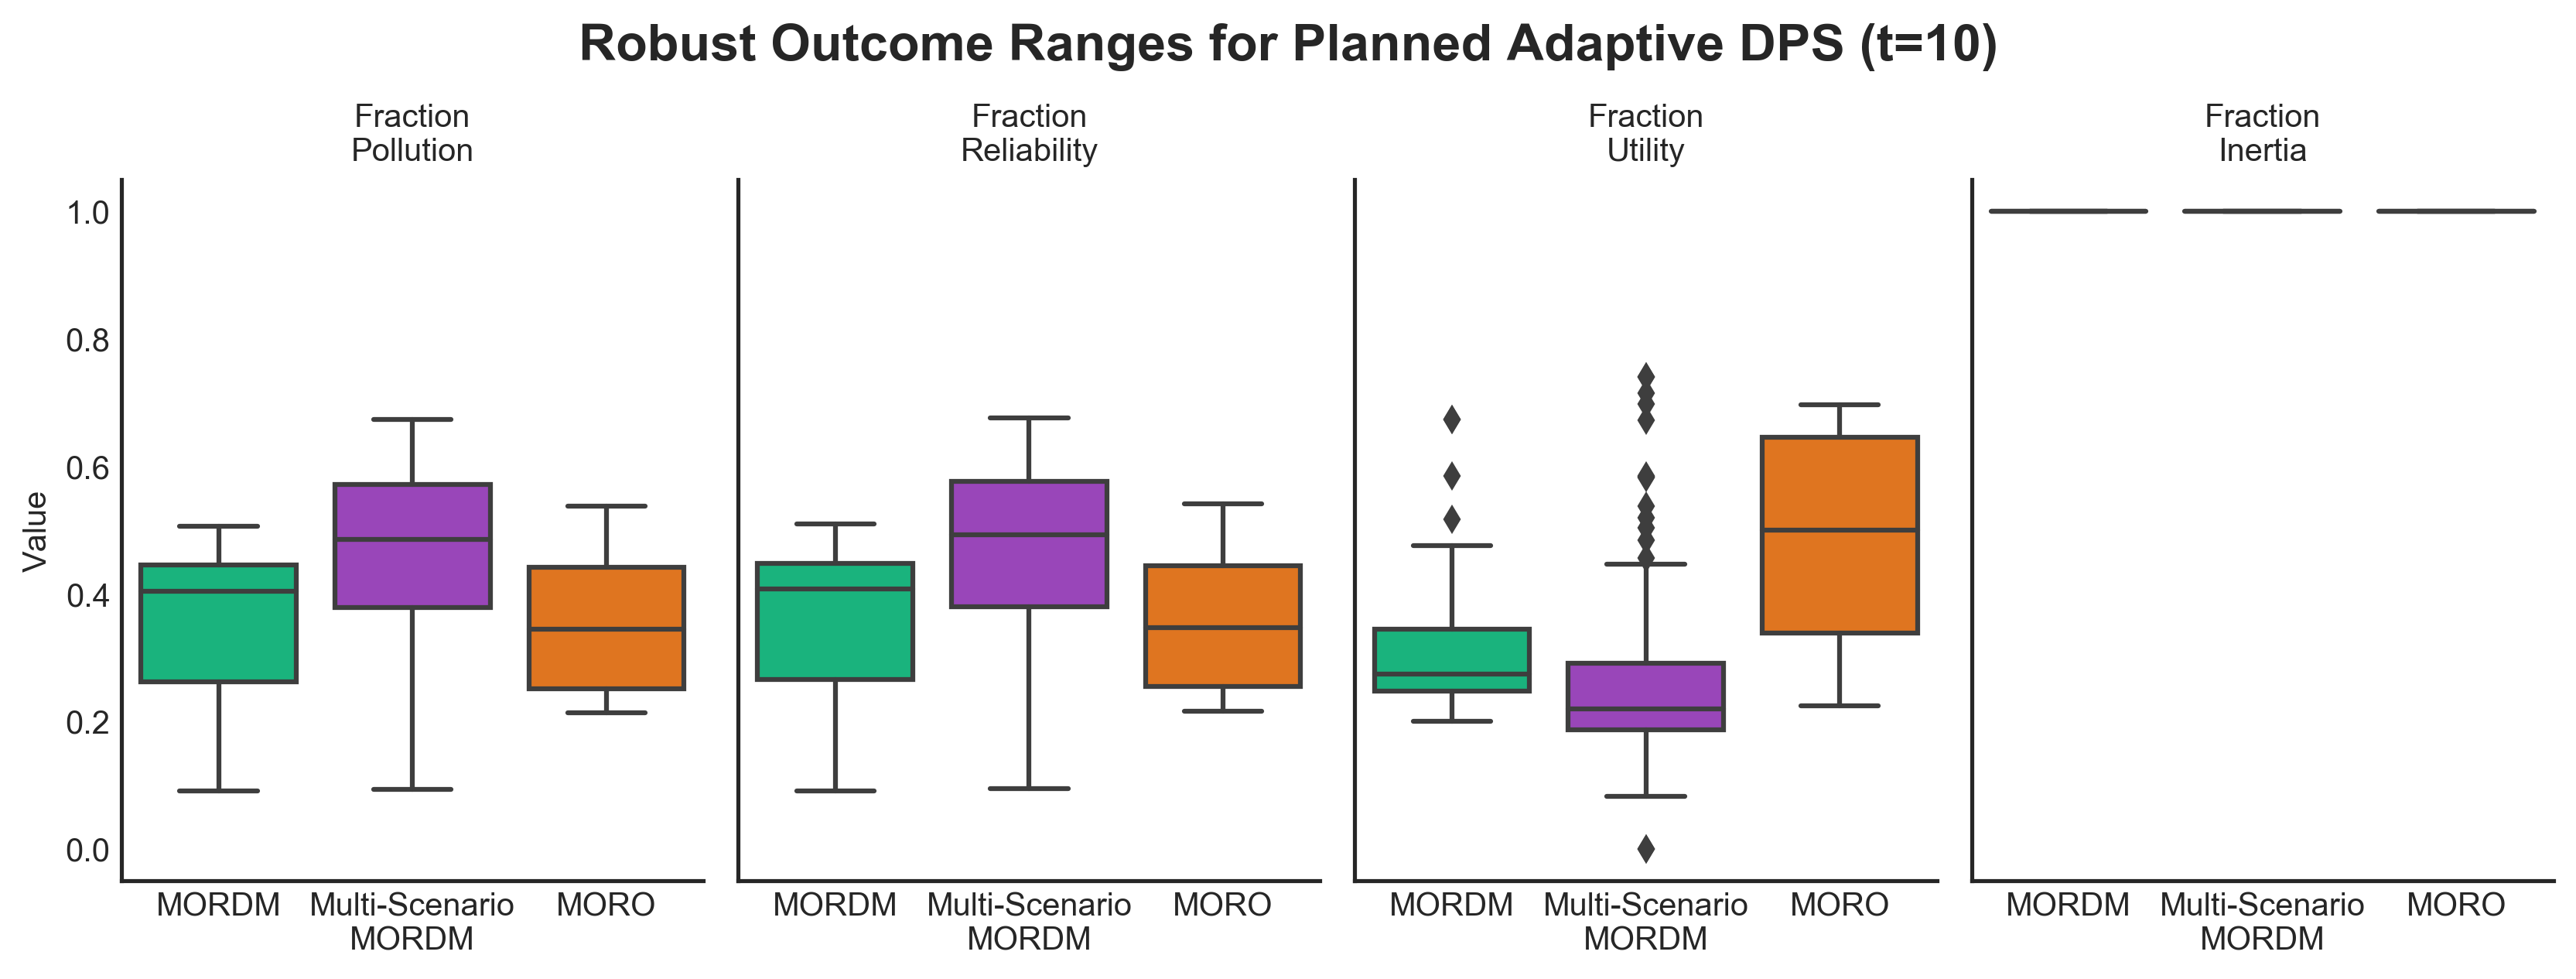 Robust Outcome Ranges for Planned Adaptive DPS (t=10)
Fraction
Pollution
Fraction
Reliability
Fraction
Utility
Fraction
Inertia
Value
1.0
0.8
0.6
0.4
0.2
0.0
MORDM
Multi-Scenario
MORDM
MORO
MORDM
Multi-Scenario
MORDM
MORO
MORDM
Multi-Scenario
MORDM
MORO
MORDM
Multi-Scenario
MORDM
MORO